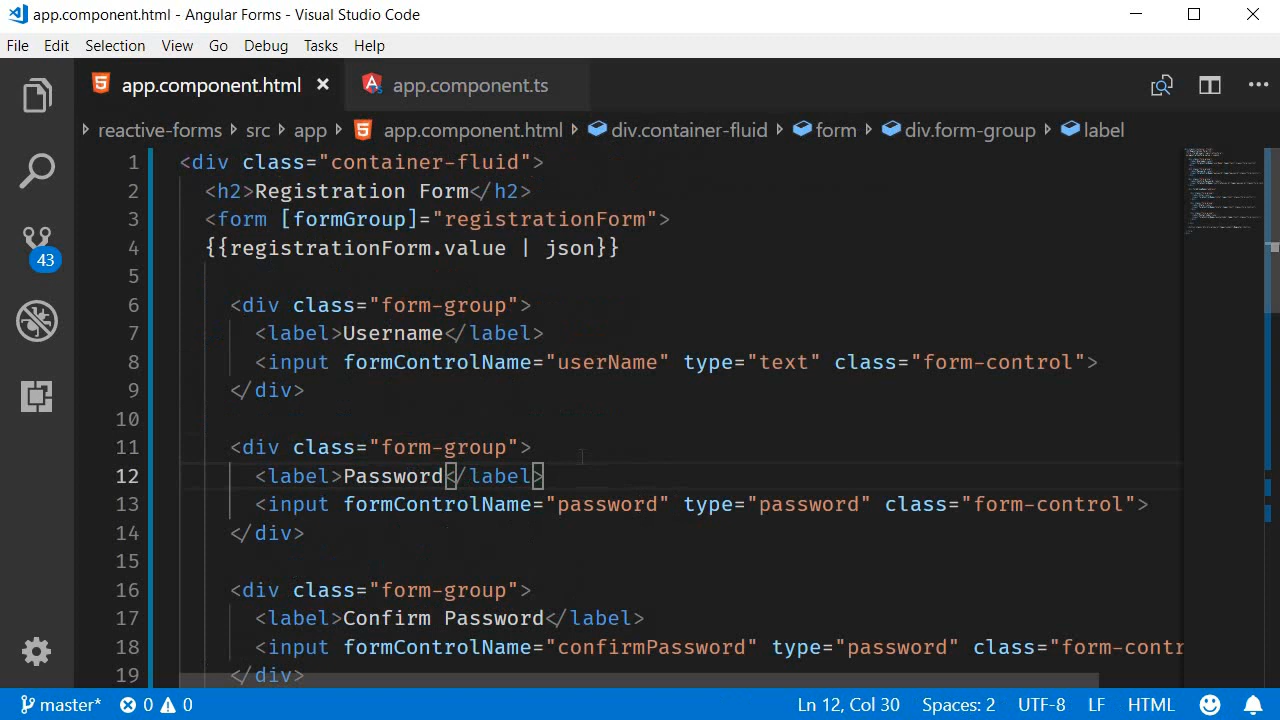 app.component.html - Angular Forms - Visual Studio Code
File Edit Selection View Go Debug Tasks Help
app.component.html × app.component.ts
reactive-forms src app app.component.html div.container-fluid form div.form-group label
1 <div class="container-fluid">
2 <h2>Registration Form</h2>
3 <form [formGroup]="registrationForm">
4 {{registrationForm.value | json}}
5
6 <div class="form-group">
7 <label>Username</label>
8 <input formControlName="userName" type="text" class="form-control">
9 </div>
10
11 <div class="form-group">
12 <label>Password</label>
13 <input formControlName="password" type="password" class="form-control">
14 </div>
15
16 <div class="form-group">
17 <label>Confirm Password</label>
18 <input formControlName="confirmPassword" type="password" class="form-contr
19 </div>
43
master* 0 0 Ln 12, Col 30 Spaces: 2 UTF-8 LF HTML